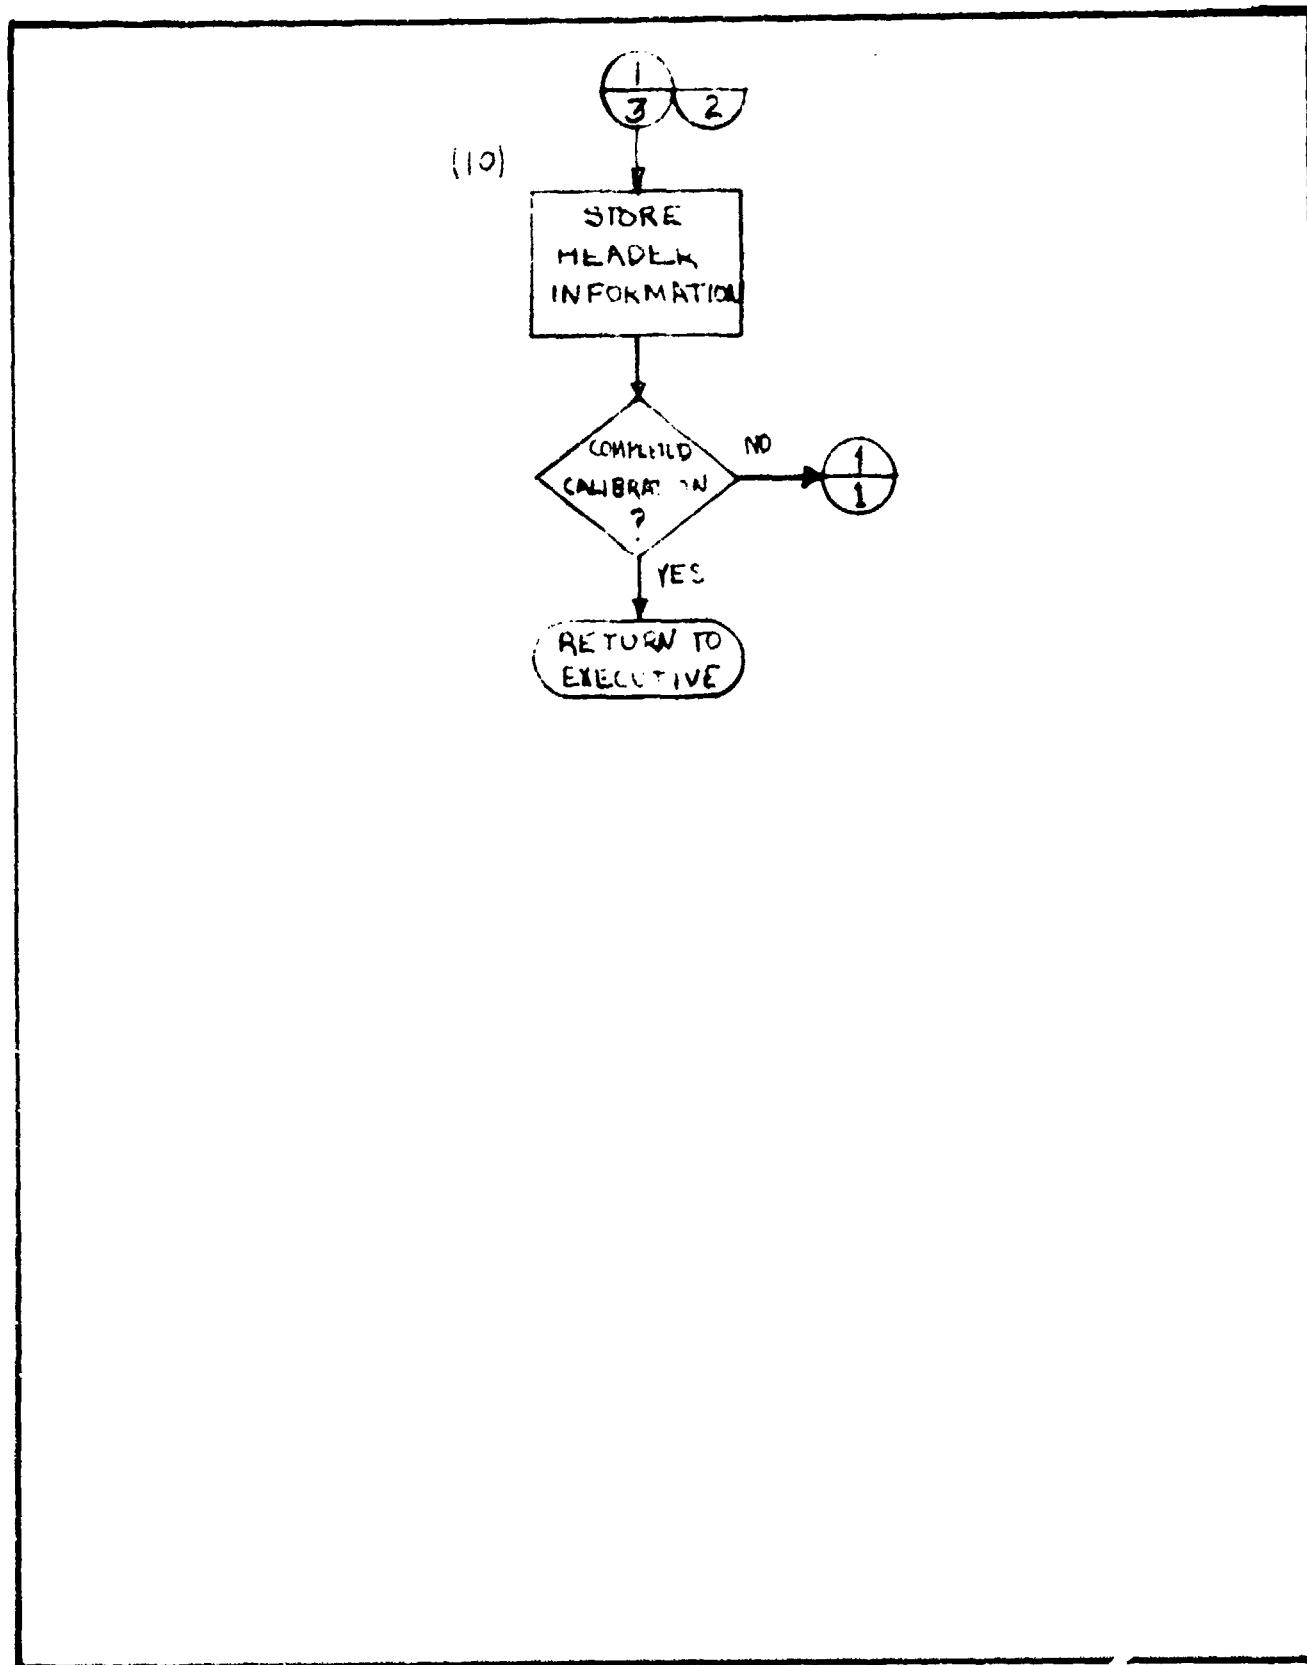 1
3 2
(10)
STORE
HEADER
INFORMATION
COMPLETED
CALIBRATION
?
NO
1
1
YES
RETURN TO
EXECUTIVE